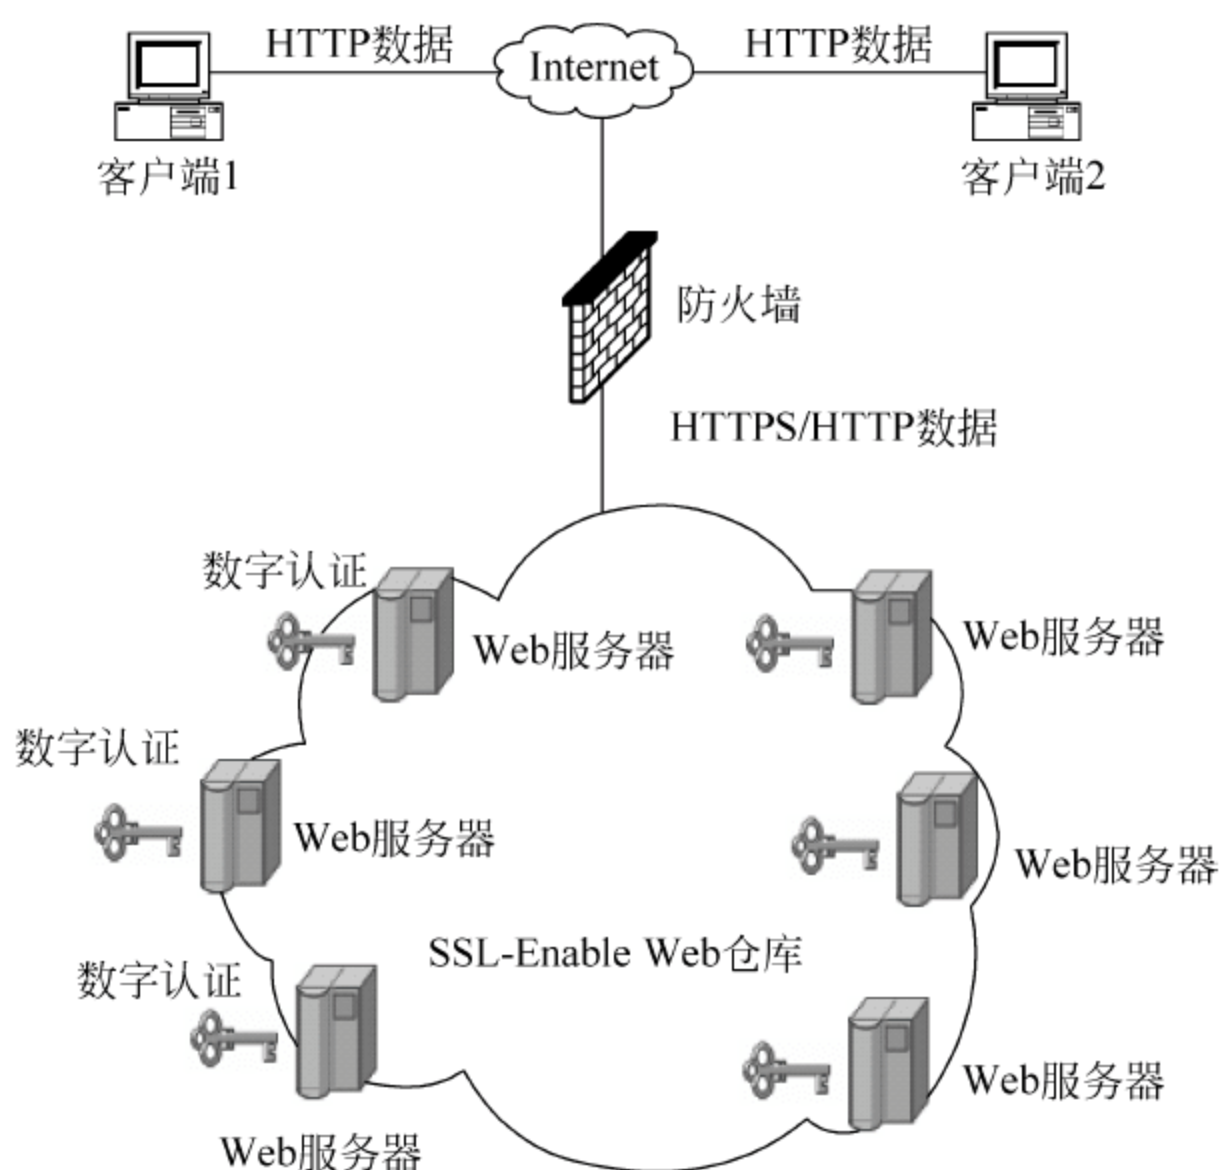 HTTP数据
Internet
HTTP数据
客户端1
客户端2
防火墙
HTTPS/HTTP数据
数字认证
Web服务器
Web服务器
数字认证
Web服务器
Web服务器
SSL-Enable Web仓库
数字认证
Web服务器
Web服务器